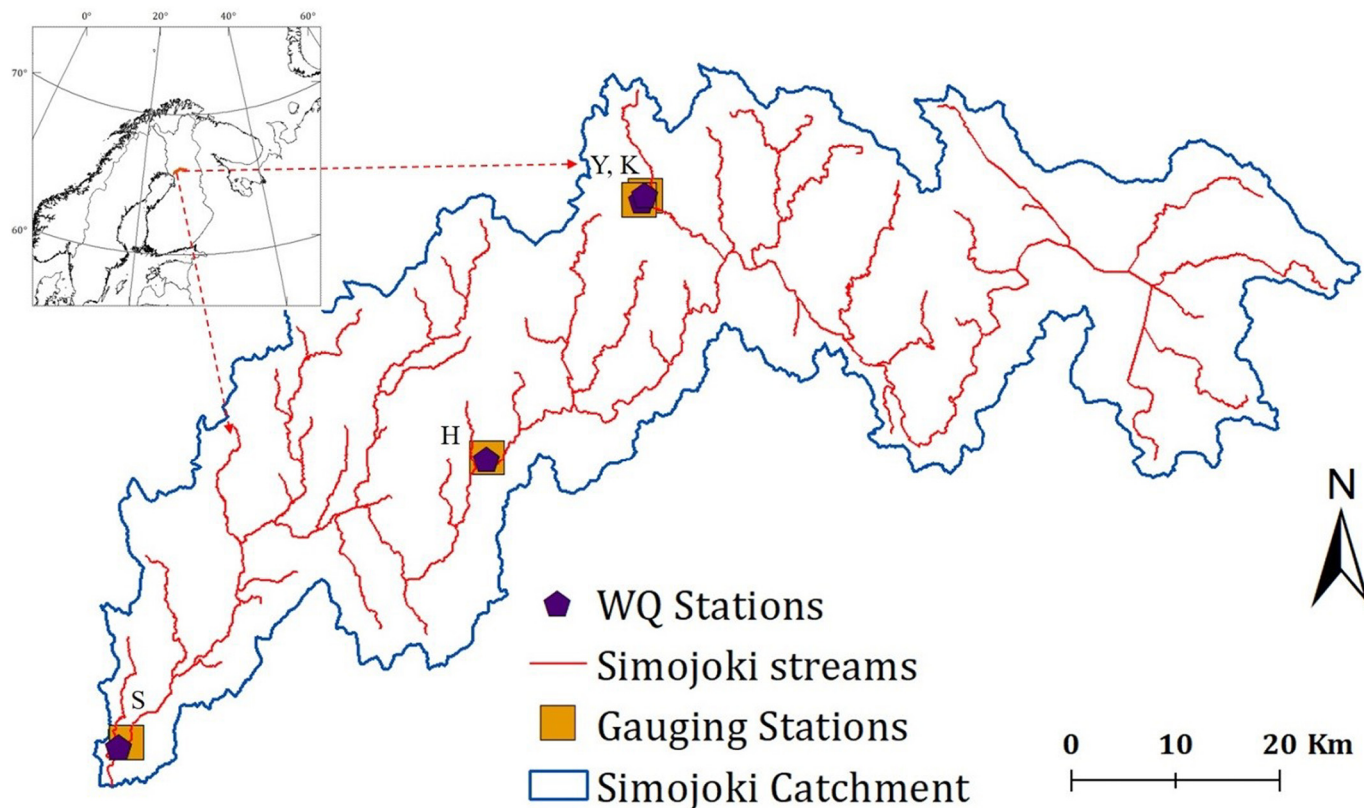 0° 20° 40° 60°
70°
60°
Y, K
H
S
N
WQ Stations
Simojoki streams
Gauging Stations
Simojoki Catchment
0 10 20 Km